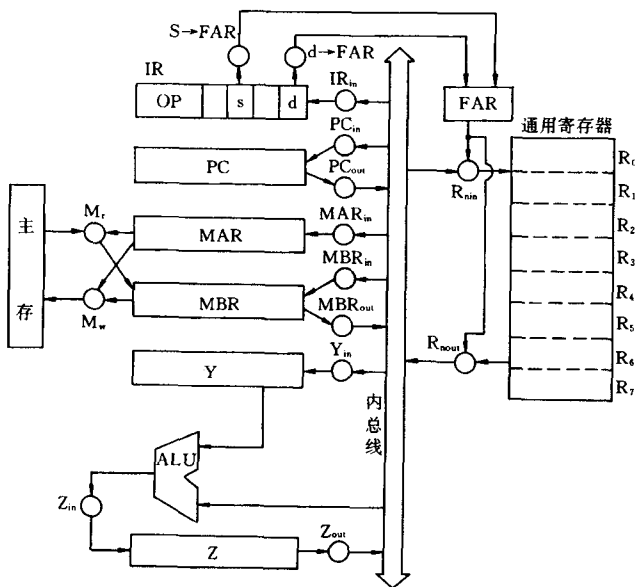 S→FAR
d→FAR
IR
IRin
OP
s
d
FAR
PCin
通用寄存器
PC
PCout
Rnin
R0
R1
主存
Mr
MAR
MARin
R2
MBRin
R3
MBR
R4
Mw
MBRout
R5
Yin
Rnout
R6
Y
R7
内总线
ALU
Zin
Z
Zout